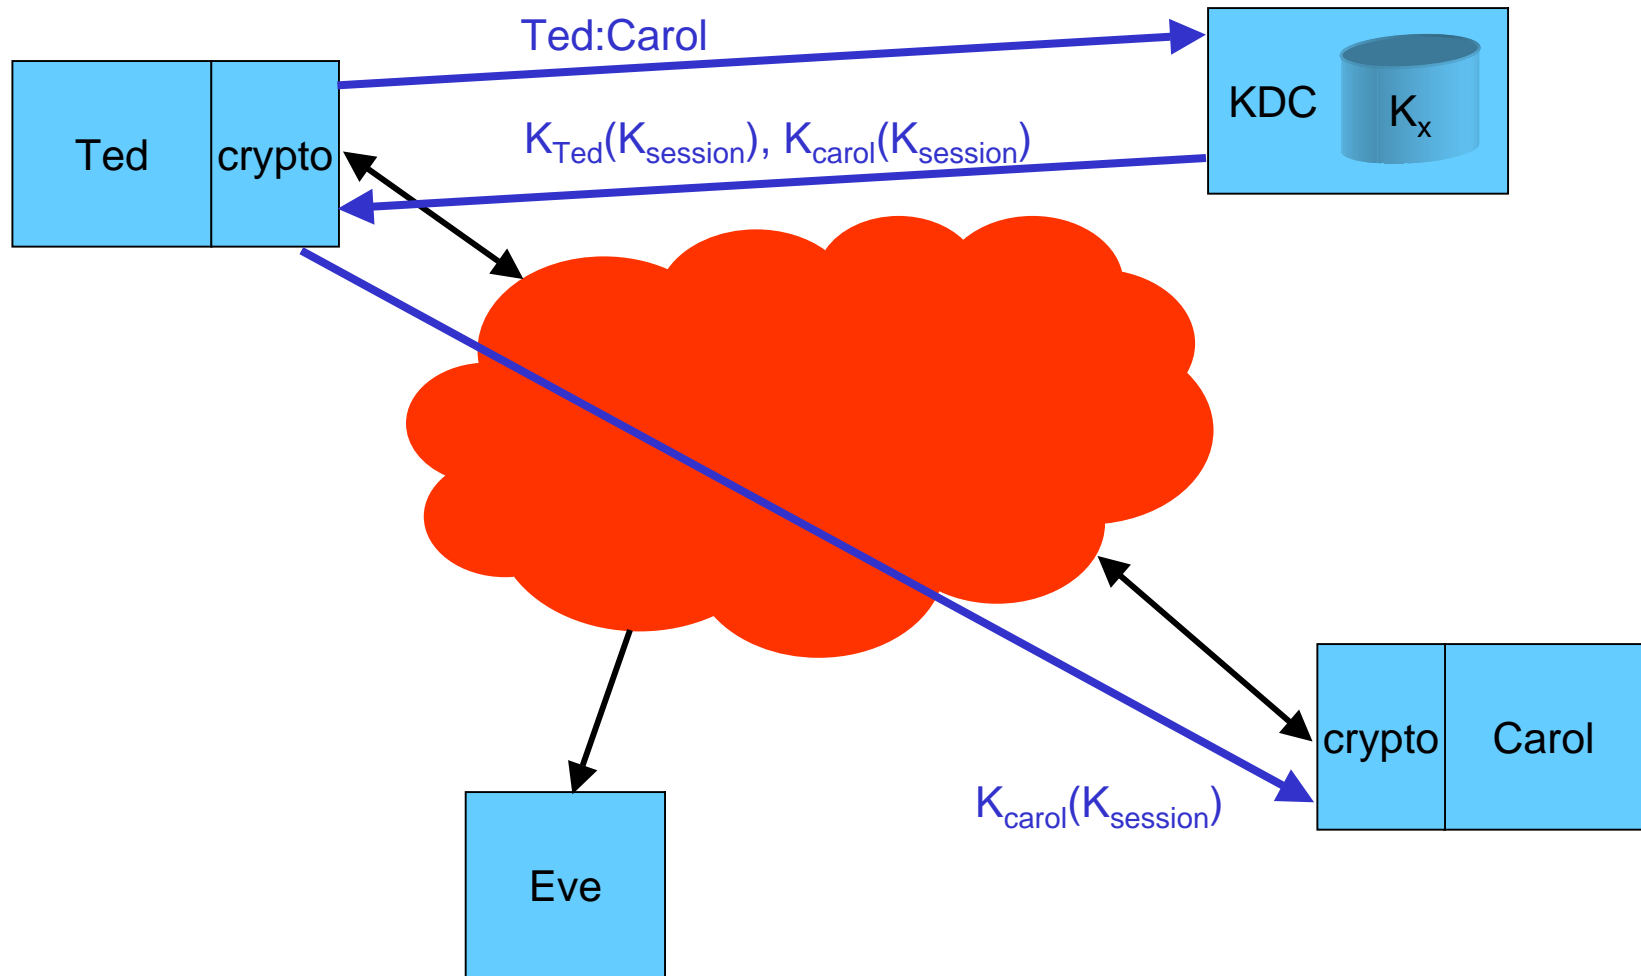 Ted:Carol
KDC
Kx
Ted
crypto
KTed(Ksession), Kcarol(Ksession)
crypto
Carol
Kcarol(Ksession)
Eve